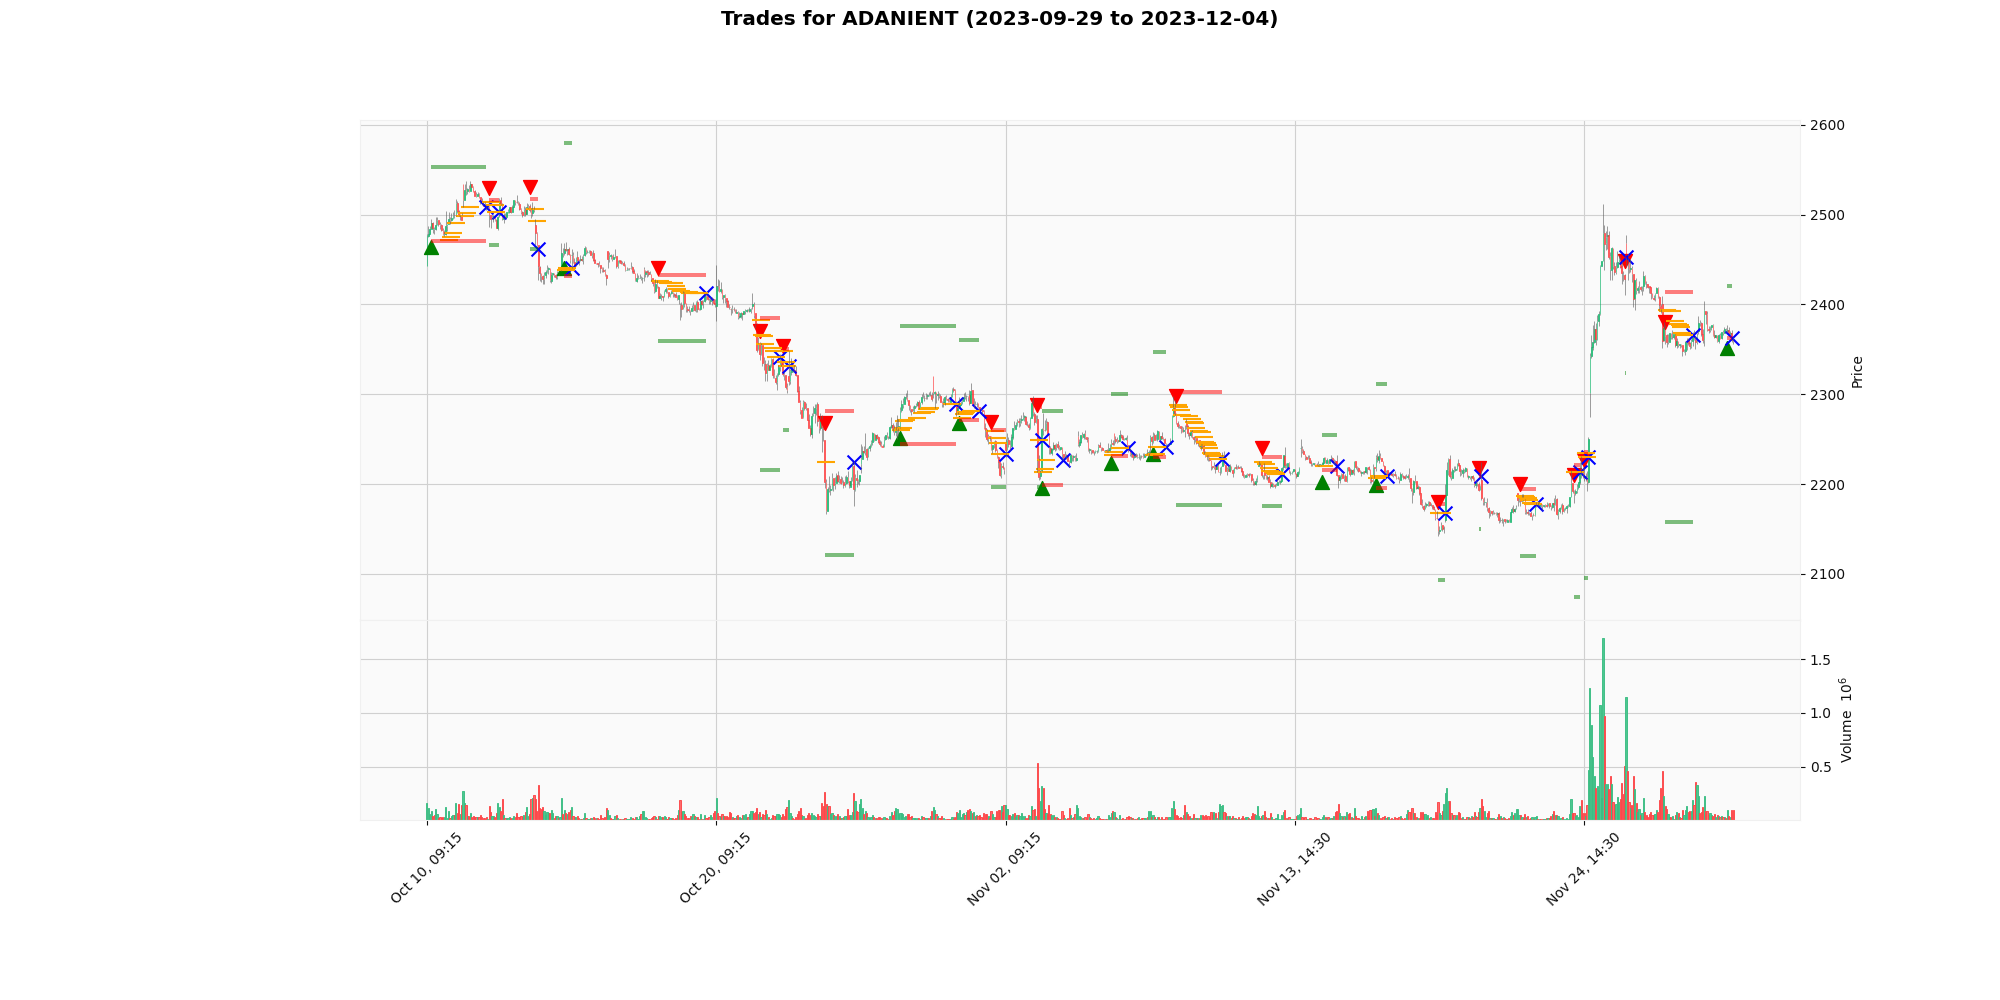 Trades for ADANIENT (2023-09-29 to 2023-12-04)
2600
2500
2400
2300
2200
2100
Price
1.5
1.0
0.5
Volume 10^6
Oct 10, 09:15
Oct 20, 09:15
Nov 02, 09:15
Nov 13, 14:30
Nov 24, 14:30